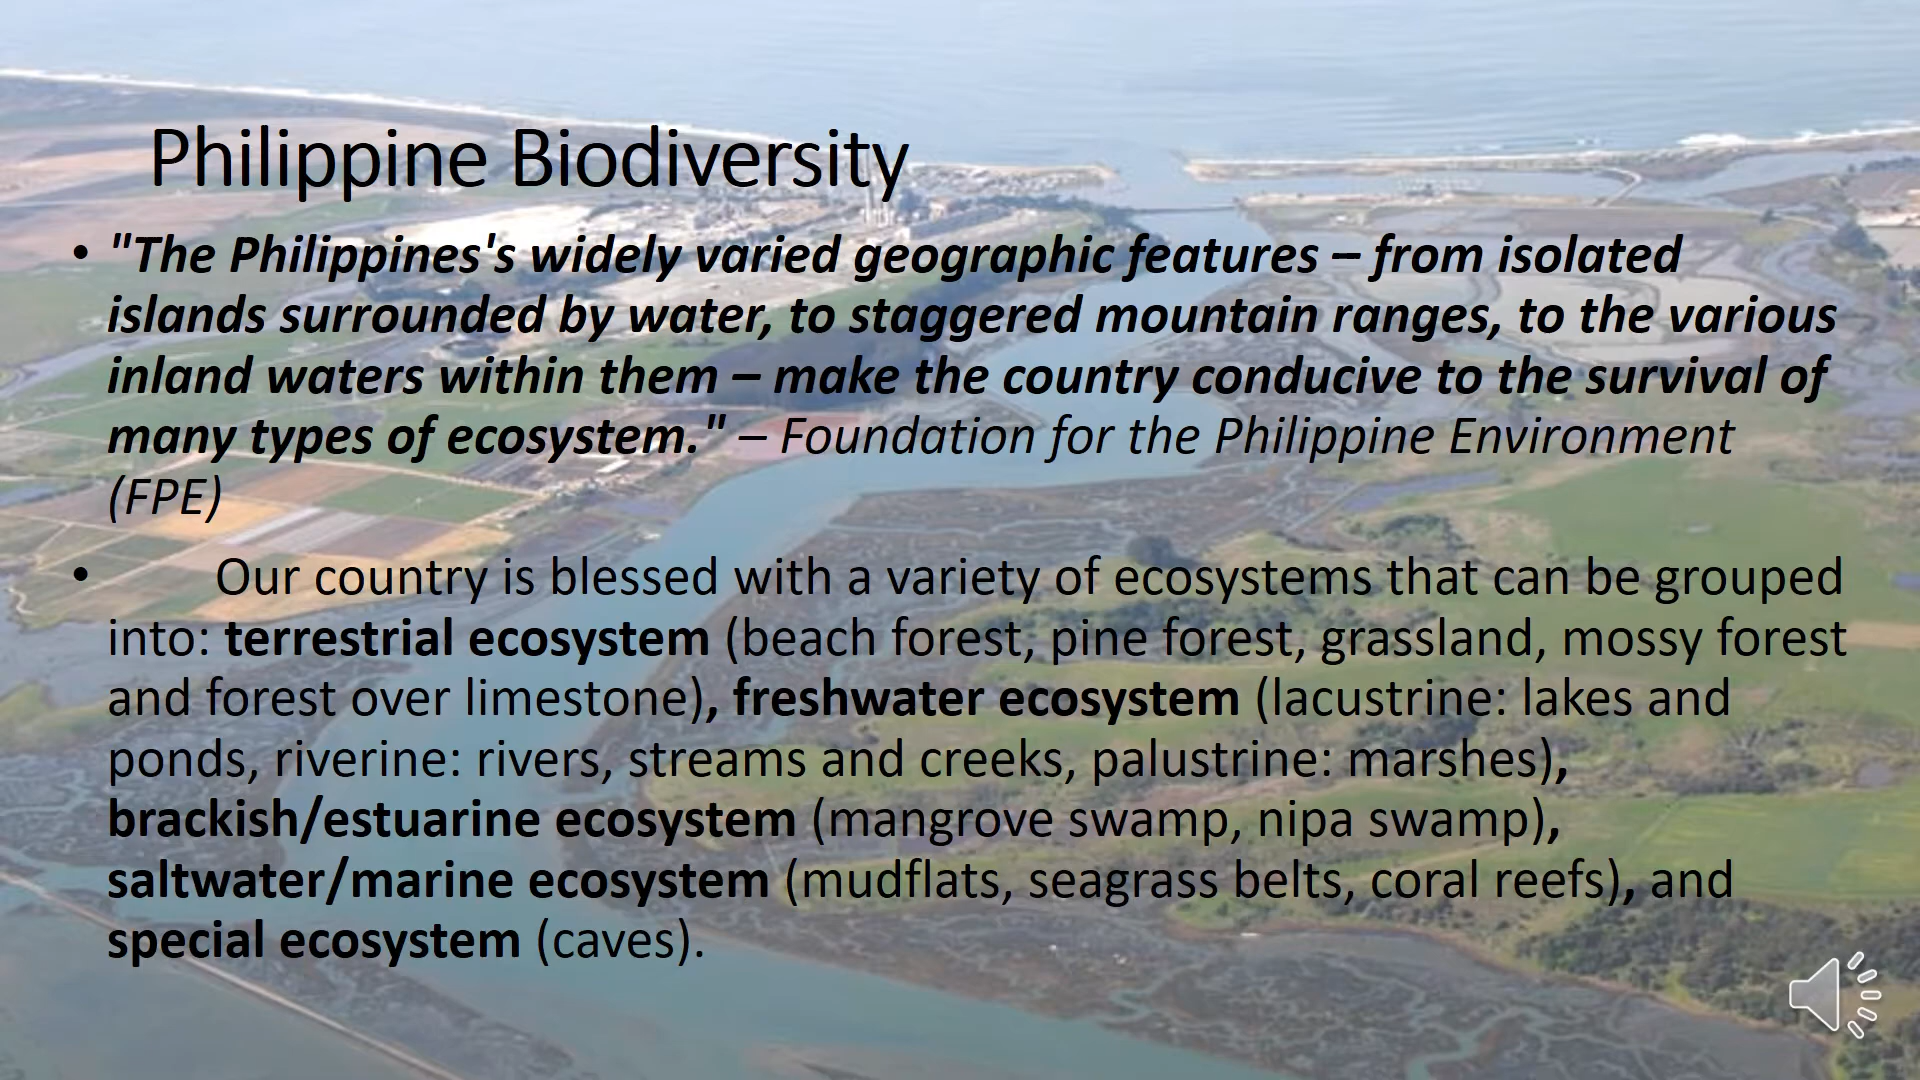 Philippine Biodiversity
• "The Philippines's widely varied geographic features – from isolated
islands surrounded by water, to staggered mountain ranges, to the various
inland waters within them – make the country conducive to the survival of
many types of ecosystem." – Foundation for the Philippine Environment
(FPE)
• Our country is blessed with a variety of ecosystems that can be grouped
into: terrestrial ecosystem (beach forest, pine forest, grassland, mossy forest
and forest over limestone), freshwater ecosystem (lacustrine: lakes and
ponds, riverine: rivers, streams and creeks, palustrine: marshes),
brackish/estuarine ecosystem (mangrove swamp, nipa swamp),
saltwater/marine ecosystem (mudflats, seagrass belts, coral reefs), and
special ecosystem (caves).